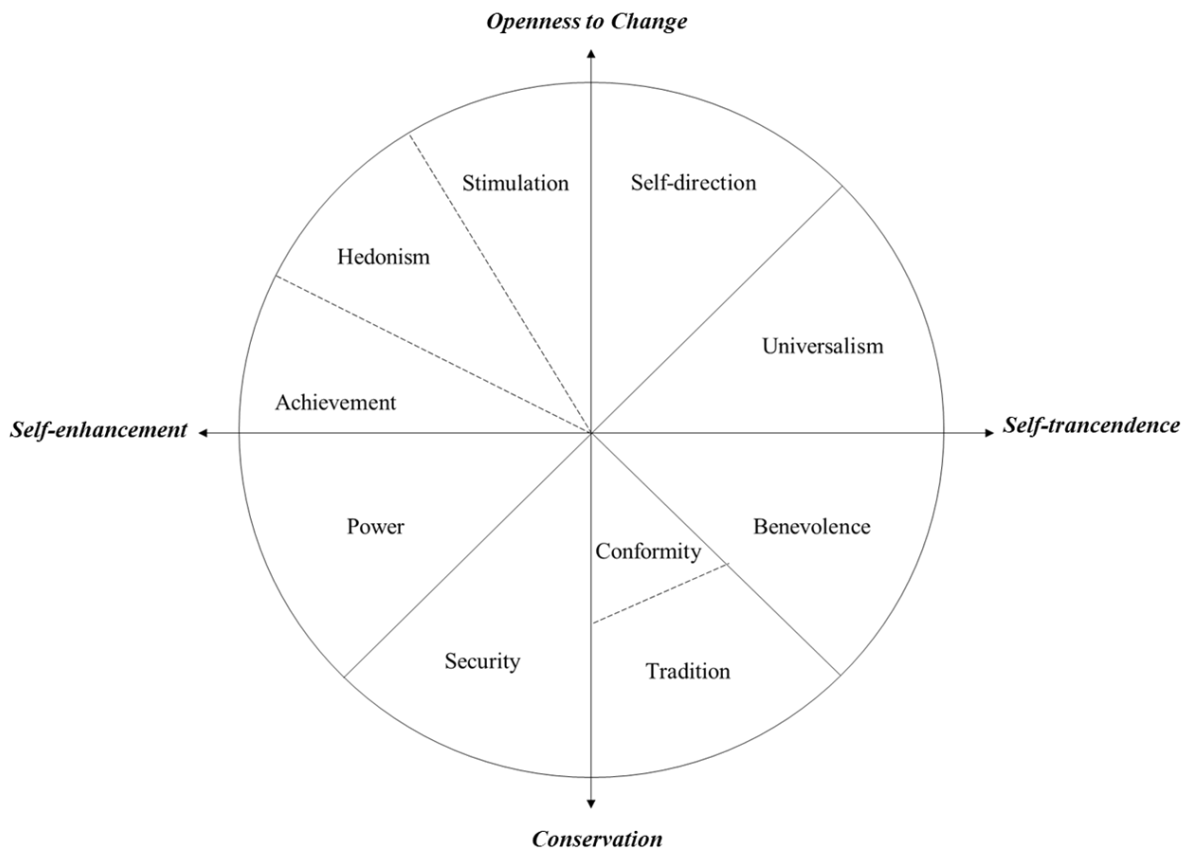 Openness to Change
Stimulation
Self-direction
Hedonism
Universalism
Achievement
Self-enhancement
Self-trancendence
Power
Benevolence
Conformity
Security
Tradition
Conservation